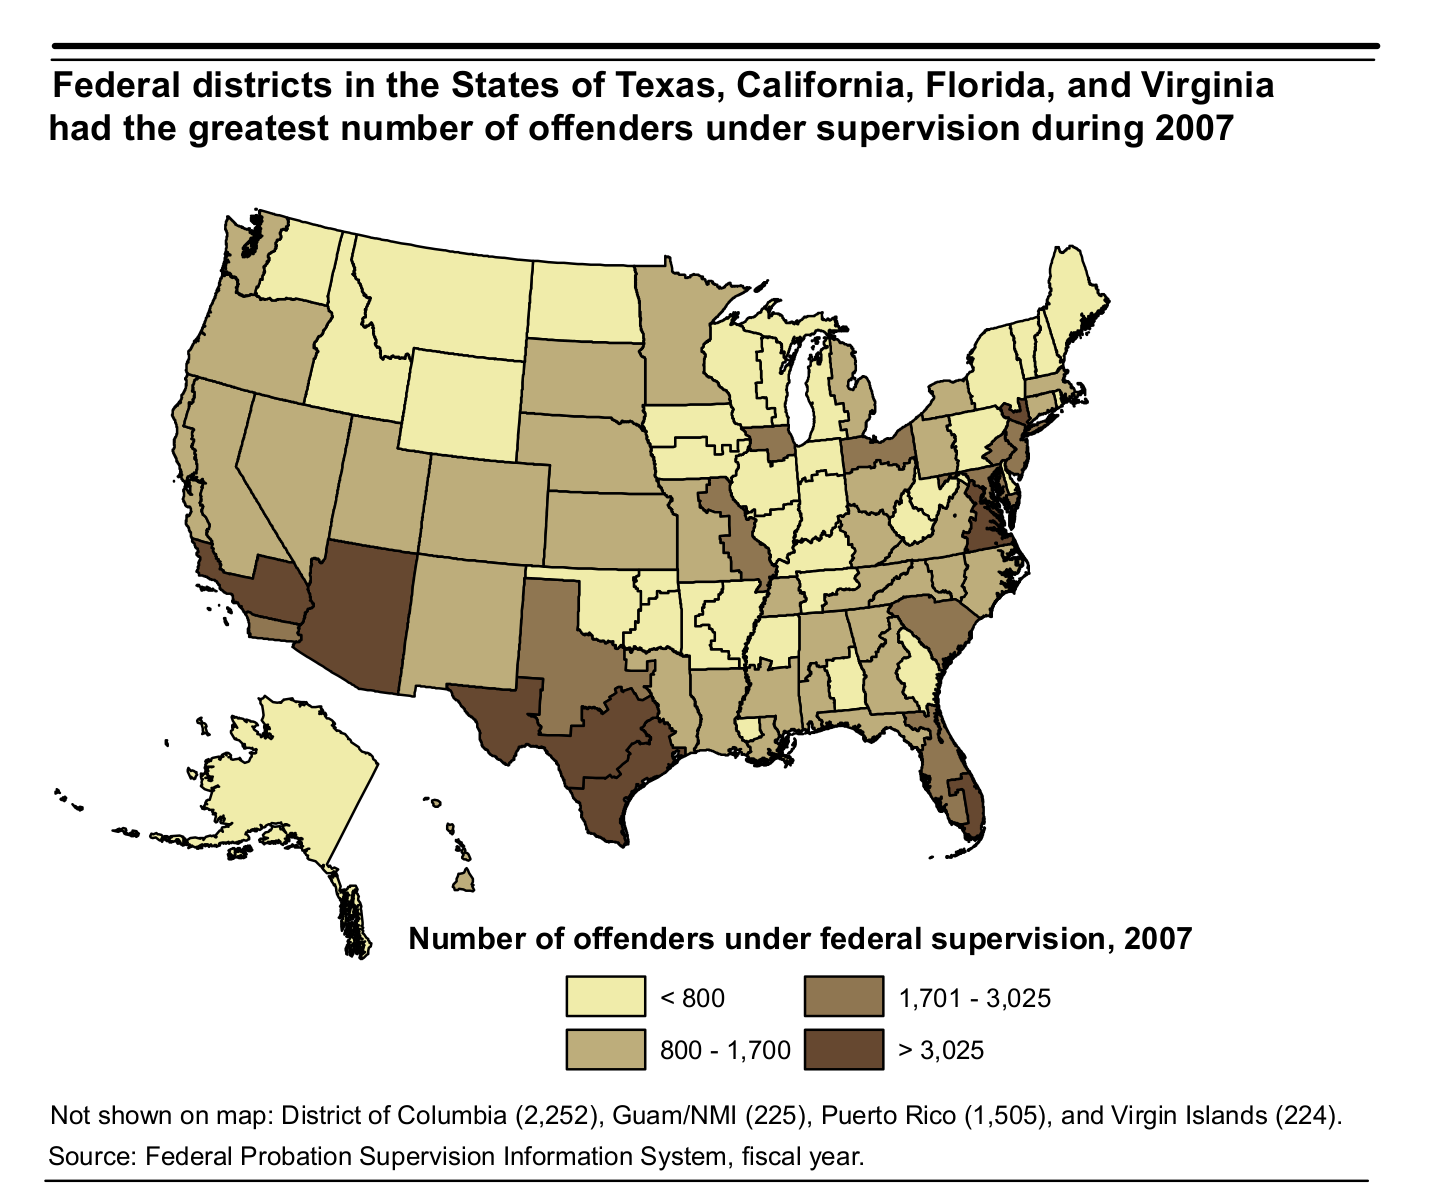 Federal districts in the States of Texas, California, Florida, and Virginia
had the greatest number of offenders under supervision during 2007
Number of offenders under federal supervision, 2007
< 800
1,701 - 3,025
800 - 1,700
> 3,025
Not shown on map: District of Columbia (2,252), Guam/NMI (225), Puerto Rico (1,505), and Virgin Islands (224).
Source: Federal Probation Supervision Information System, fiscal year.